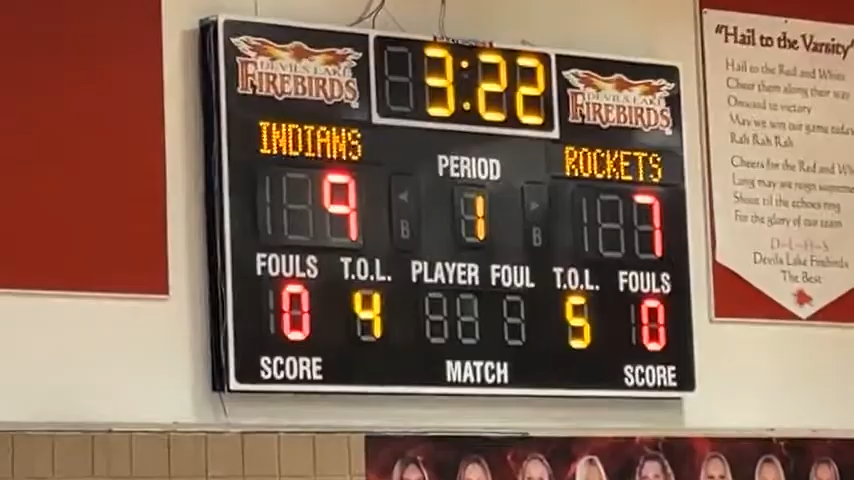 DEVILS LAKE
FIREBIRDS
3:22
DEVILS LAKE
FIREBIRDS
INDIANS
PERIOD
ROCKETS
9
B
1
B
7
FOULS T.O.L. PLAYER FOUL T.O.L. FOULS
0 4 5 0
SCORE MATCH SCORE
"Hail to the Varsity"
Hail to the Red and White
Cheer them along their way
Onward to victory
May we win our game today
Rah Rah Rah
Cheers for the Red and Wh
Long may we reign supreme
Shout til the echoes ring
For the glory of our team
D-L-H-S
Devils Lake Firebirds
The Best